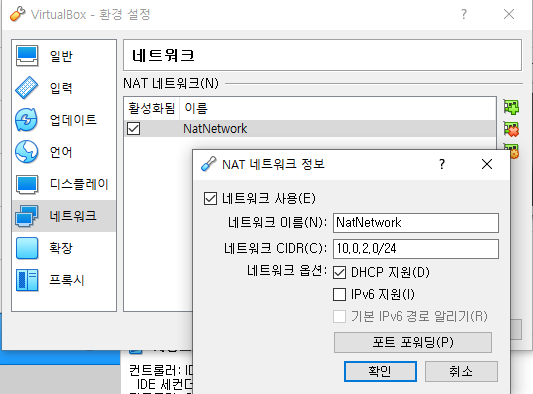 VirtualBox - 환경 설정
?
일반
입력
업데이트
언어
디스플레이
네트워크
확장
프록시
네트워크
NAT 네트워크(N)
활성화됨 이름
NatNetwork
NAT 네트워크 정보
?
네트워크 사용(E)
네트워크 이름(N): NatNetwork
네트워크 CIDR(C): 10.0.2.0/24
네트워크 옵션: DHCP 지원(D)
IPv6 지원(I)
기본 IPv6 경로 알리기(R)
포트 포워딩(P)
확인 취소
컨트롤러: ID
IDE 세컨더